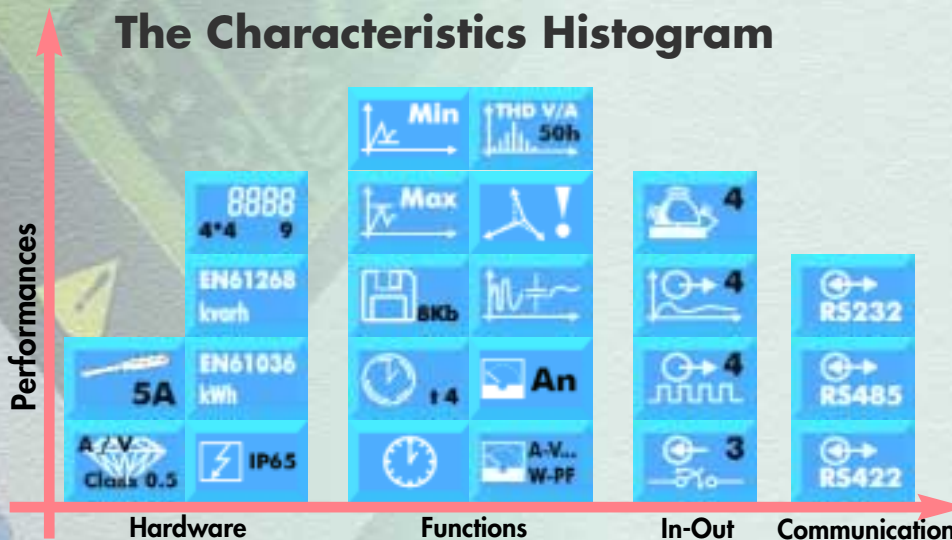 The Characteristics Histogram
Performances
Min
THD V/A
50h
8888
4*4 9
Max
4
EN61268
kvarh
8Kb
4
RS232
5A
EN61036
kWh
t 4
An
4
RS485
A / V
Class 0.5
IP65
A-V...
W-PF
3
RS422
Hardware
Functions
In-Out
Communication